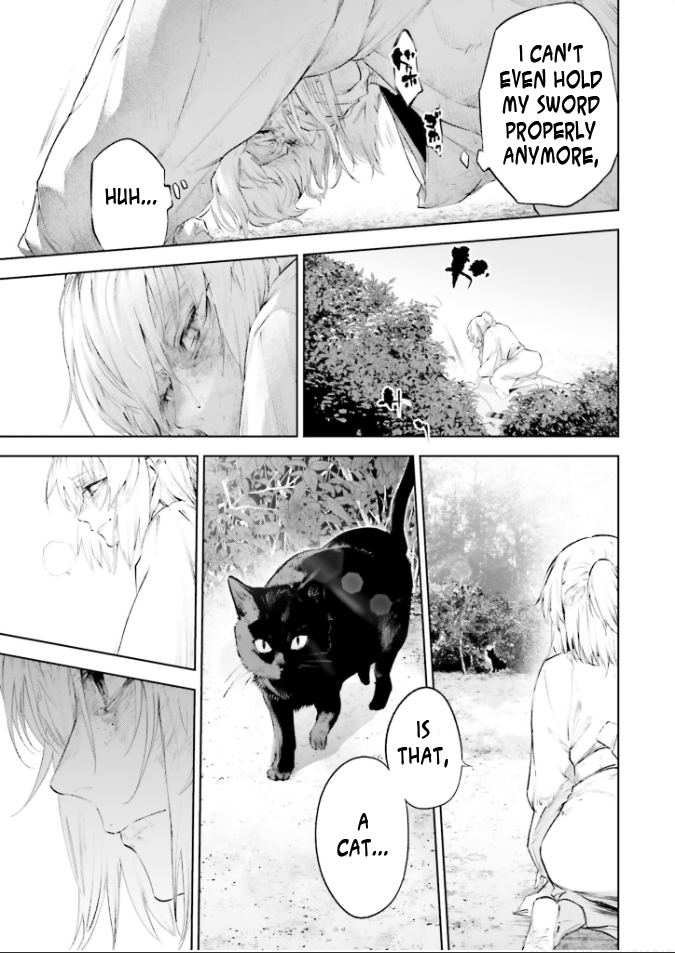 I CAN'T
EVEN HOLD
MY SWORD
PROPERLY
ANYMORE,
HUH...
IS
THAT,
A
CAT...